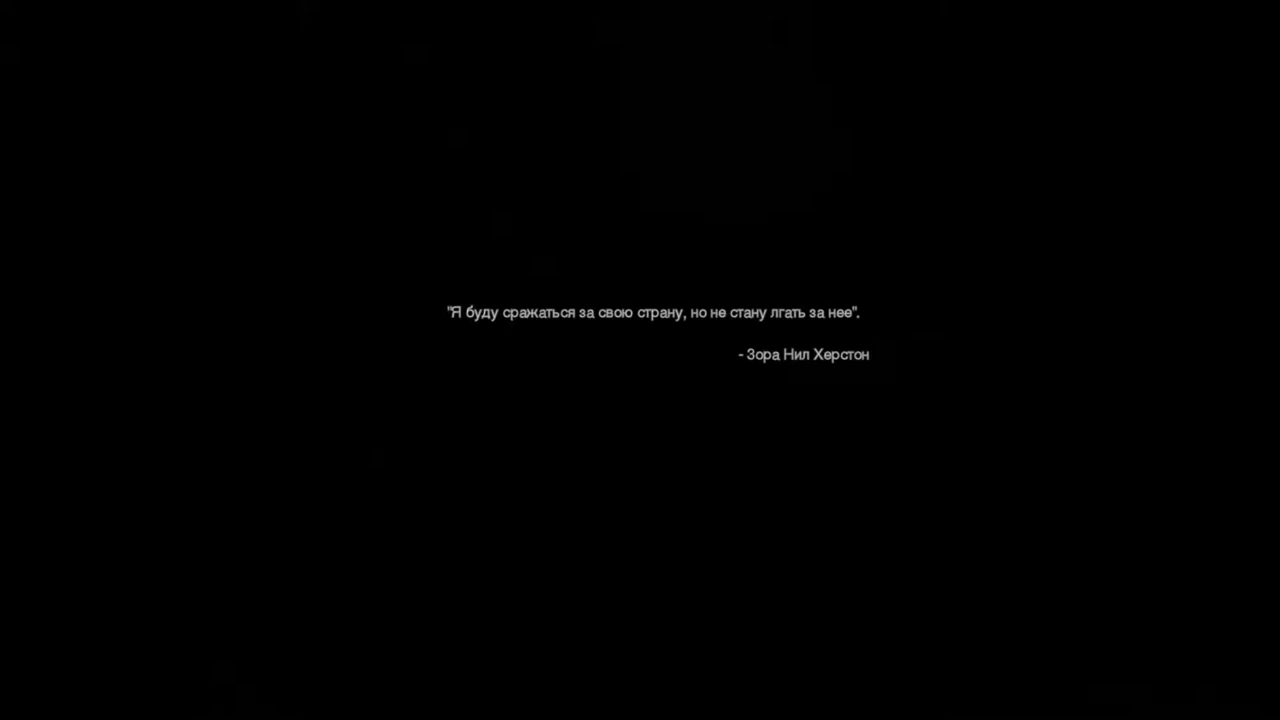 "Я буду сражаться за свою страну, но не стану лгать за нее".
- Зора Нил Херстон